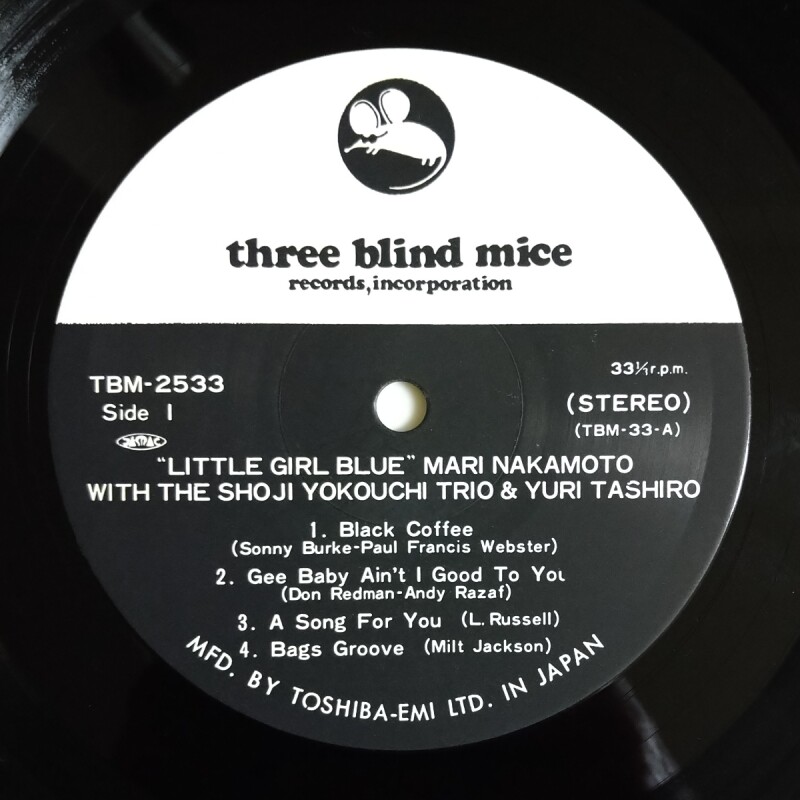 three blind mice
records, incorporation
TBM-2533
33⅓ r.p.m.
Side 1
(STEREO)
(TBM-33-A)
JASRAC
"LITTLE GIRL BLUE" MARI NAKAMOTO
WITH THE SHOJI YOKOUCHI TRIO & YURI TASHIRO
1. Black Coffee
(Sonny Burke-Paul Francis Webster)
2. Gee Baby Ain't I Good To You
(Don Redman-Andy Razaf)
3. A Song For You (L. Russell)
4. Bags Groove (Milt Jackson)
MFD. BY TOSHIBA-EMI LTD. IN JAPAN